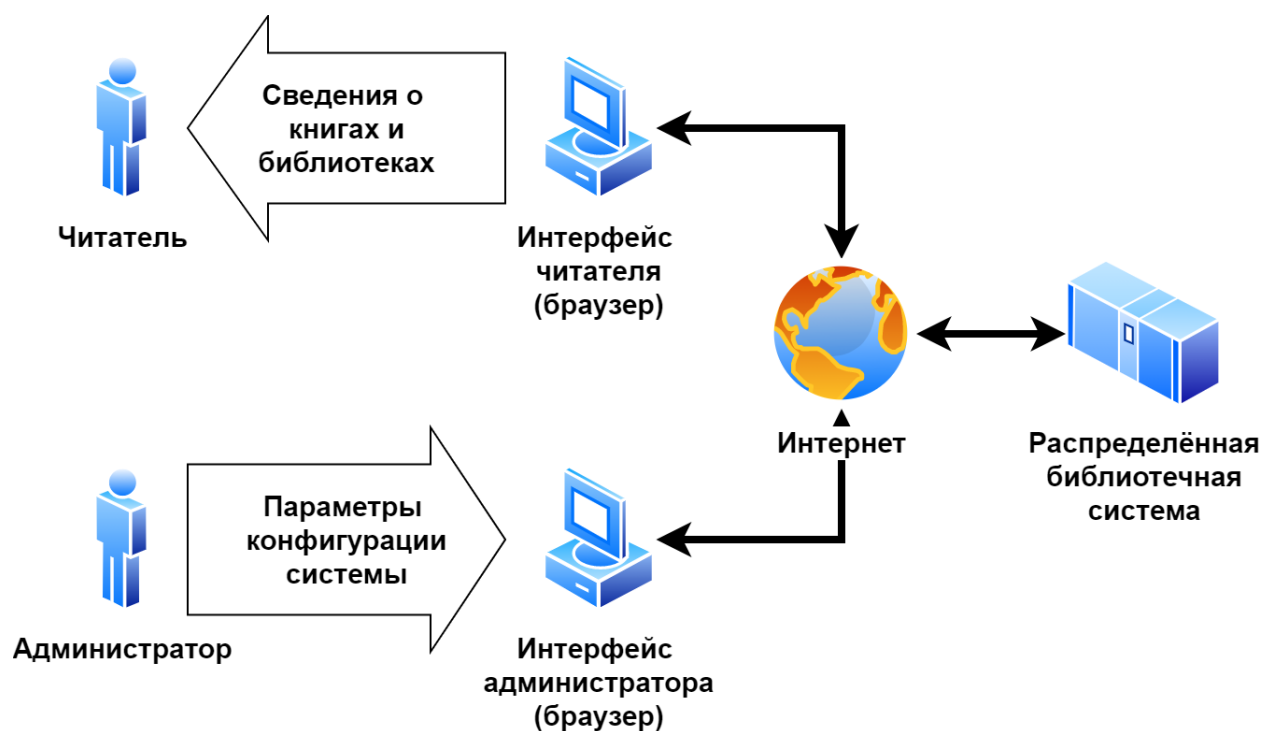 Сведения о
книгах и
библиотеках
Читатель
Интерфейс
читателя
(браузер)
Интернет
Распределённая
библиотечная
система
Параметры
конфигурации
системы
Администратор
Интерфейс
администратора
(браузер)